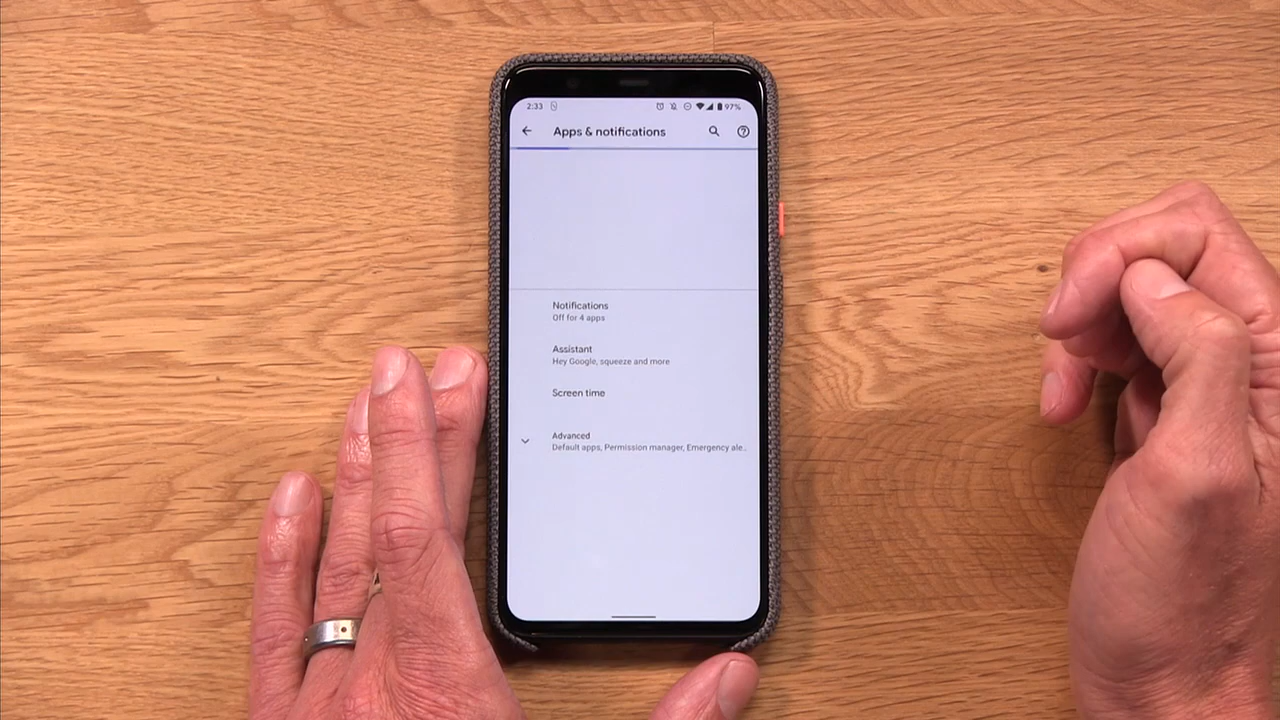 2:33 97%
Apps & notifications
Notifications
Off for 4 apps
Assistant
Hey Google, squeeze and more
Screen time
Advanced
Default apps, Permission manager, Emergency ale..